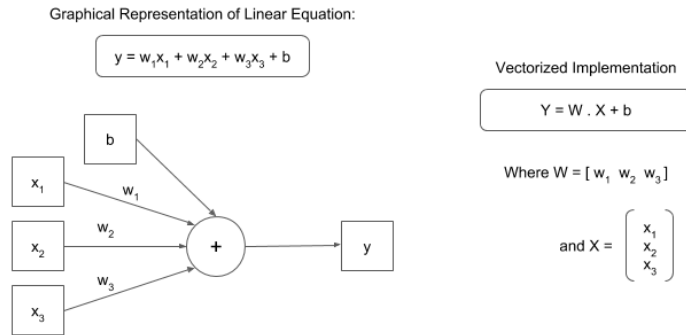 Graphical Representation of Linear Equation:
y = w₁x₁ + w₂x₂ + w₃x₃ + b
b
x₁
w₁
x₂
w₂
+
y
x₃
w₃
Vectorized Implementation
Y = W . X + b
Where W = [ w₁ w₂ w₃ ]
and X =
x₁
x₂
x₃